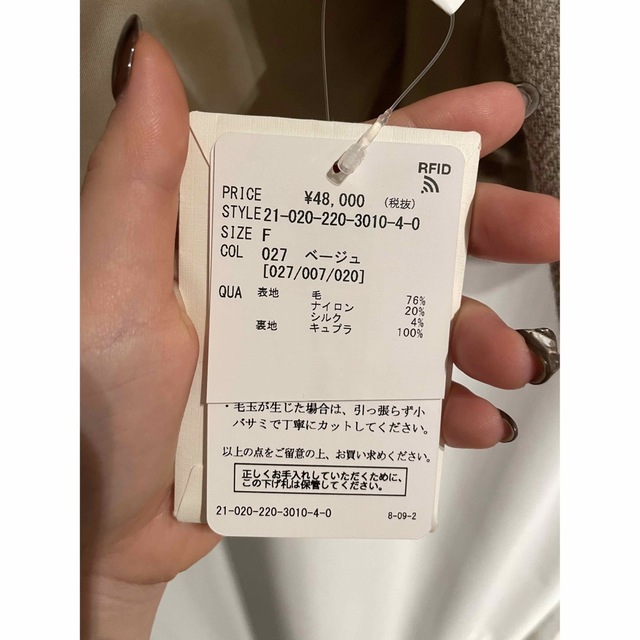 RFID
PRICE ¥48,000 (税抜)
STYLE 21-020-220-3010-4-0
SIZE F
COL 027 ベージュ
[027/007/020]
QUA 表地 毛 76%
ナイロン 20%
シルク 4%
裏地 キュプラ 100%
・毛玉が生じた場合は、引っ張らず小
バサミで丁寧にカットしてください。
以上の点をご留意の上、お買い求めください。
正しくお手入れしていただくために、
この下げ札は保管してください。
21-020-220-3010-4-0 8-09-2